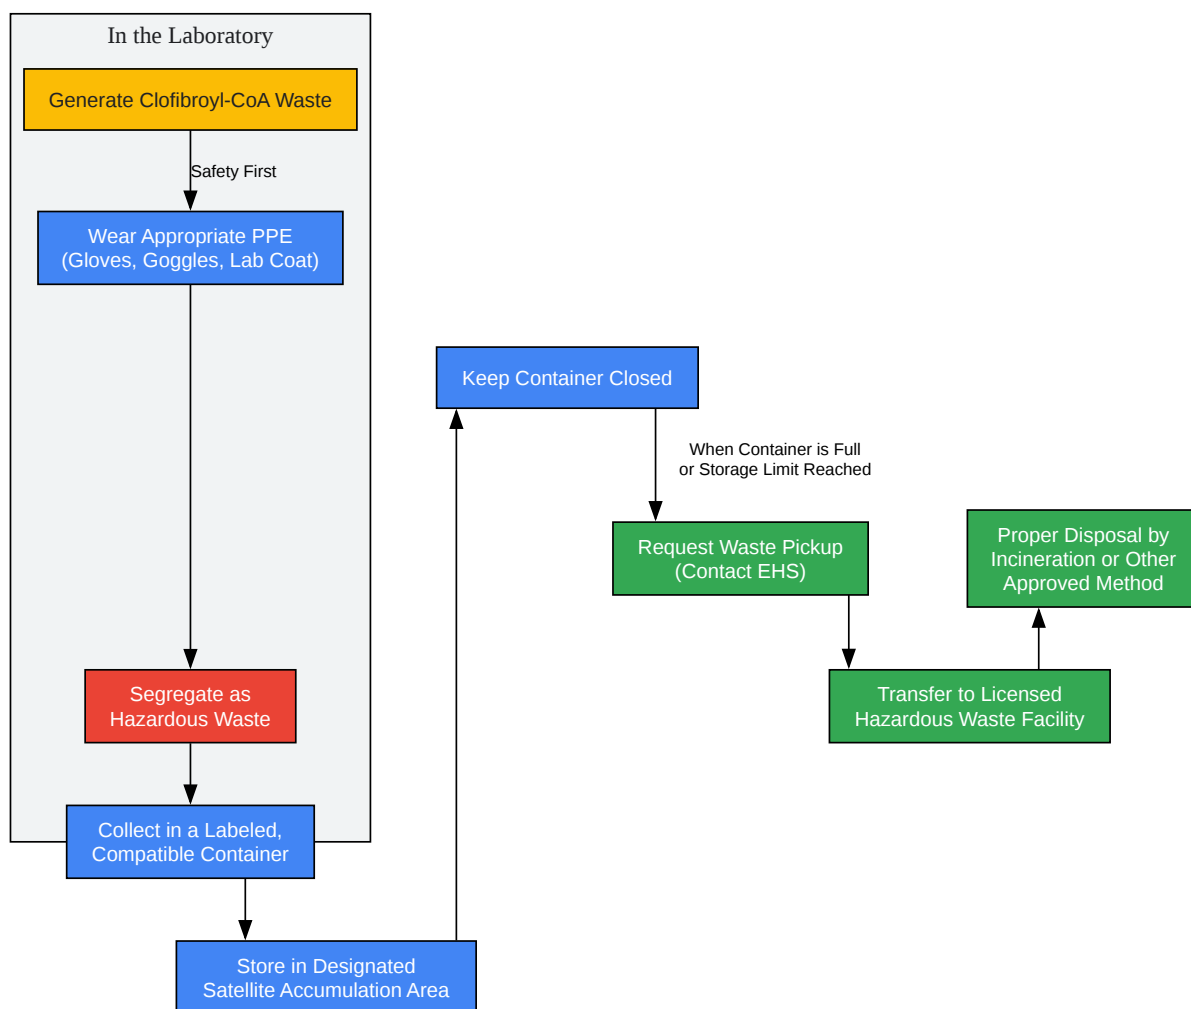 In the Laboratory
Generate Clofibroyl-CoA Waste
Safety First
Wear Appropriate PPE
(Gloves, Goggles, Lab Coat)
Segregate as
Hazardous Waste
Collect in a Labeled,
Compatible Container
Store in Designated
Satellite Accumulation Area
Keep Container Closed
When Container is Full
or Storage Limit Reached
Request Waste Pickup
(Contact EHS)
Transfer to Licensed
Hazardous Waste Facility
Proper Disposal by
Incineration or Other
Approved Method